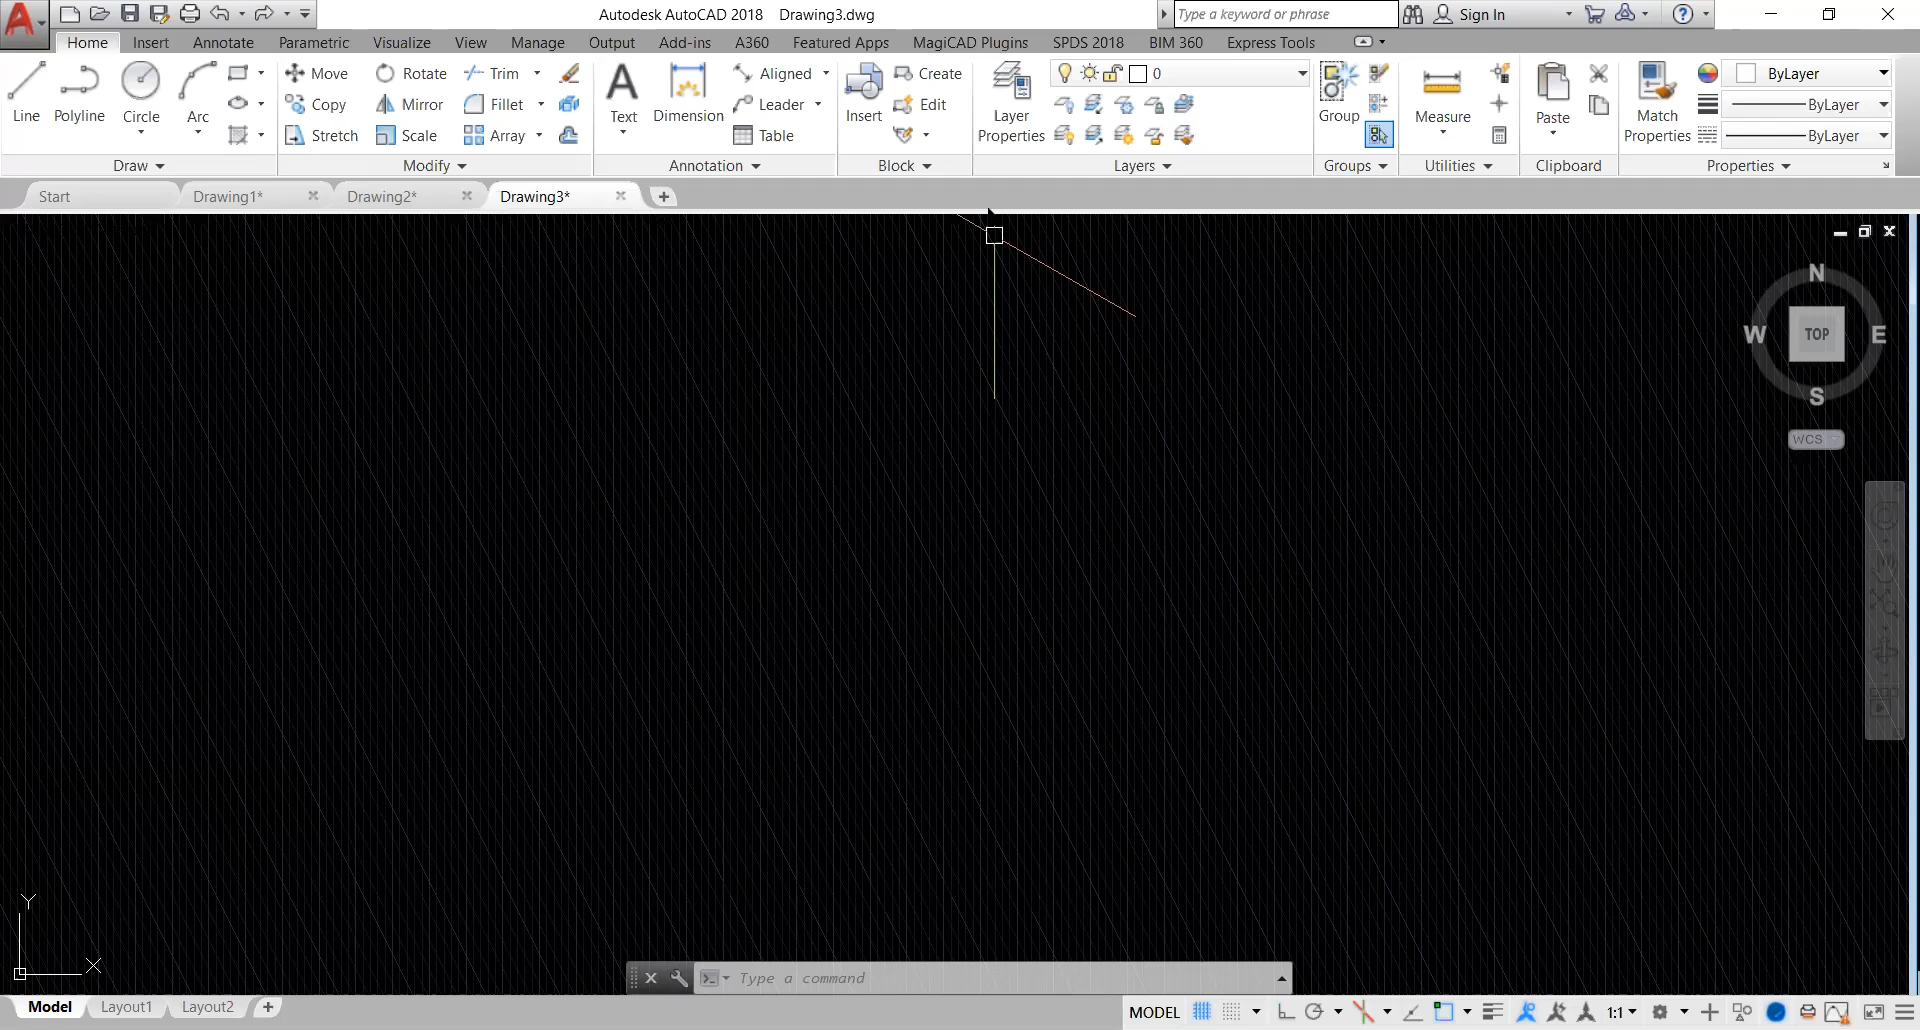 Autodesk AutoCAD 2018 Drawing3.dwg Type a keyword or phrase Sign In
Home Insert Annotate Parametric Visualize View Manage Output Add-ins A360 Featured Apps MagiCAD Plugins SPDS 2018 BIM 360 Express Tools
Move Rotate Trim Aligned Create 0 ByLayer
Copy Mirror Fillet Leader Edit ByLayer
Line Polyline Circle Arc Text Dimension Insert Layer Properties Group Measure Paste Match Properties
Stretch Scale Array Table ByLayer
Draw Modify Annotation Block Layers Groups Utilities Clipboard Properties
Start Drawing1* Drawing2* Drawing3*
N
W TOP E
S
WCS
Y
X
Type a command
Model Layout1 Layout2 MODEL 1:1